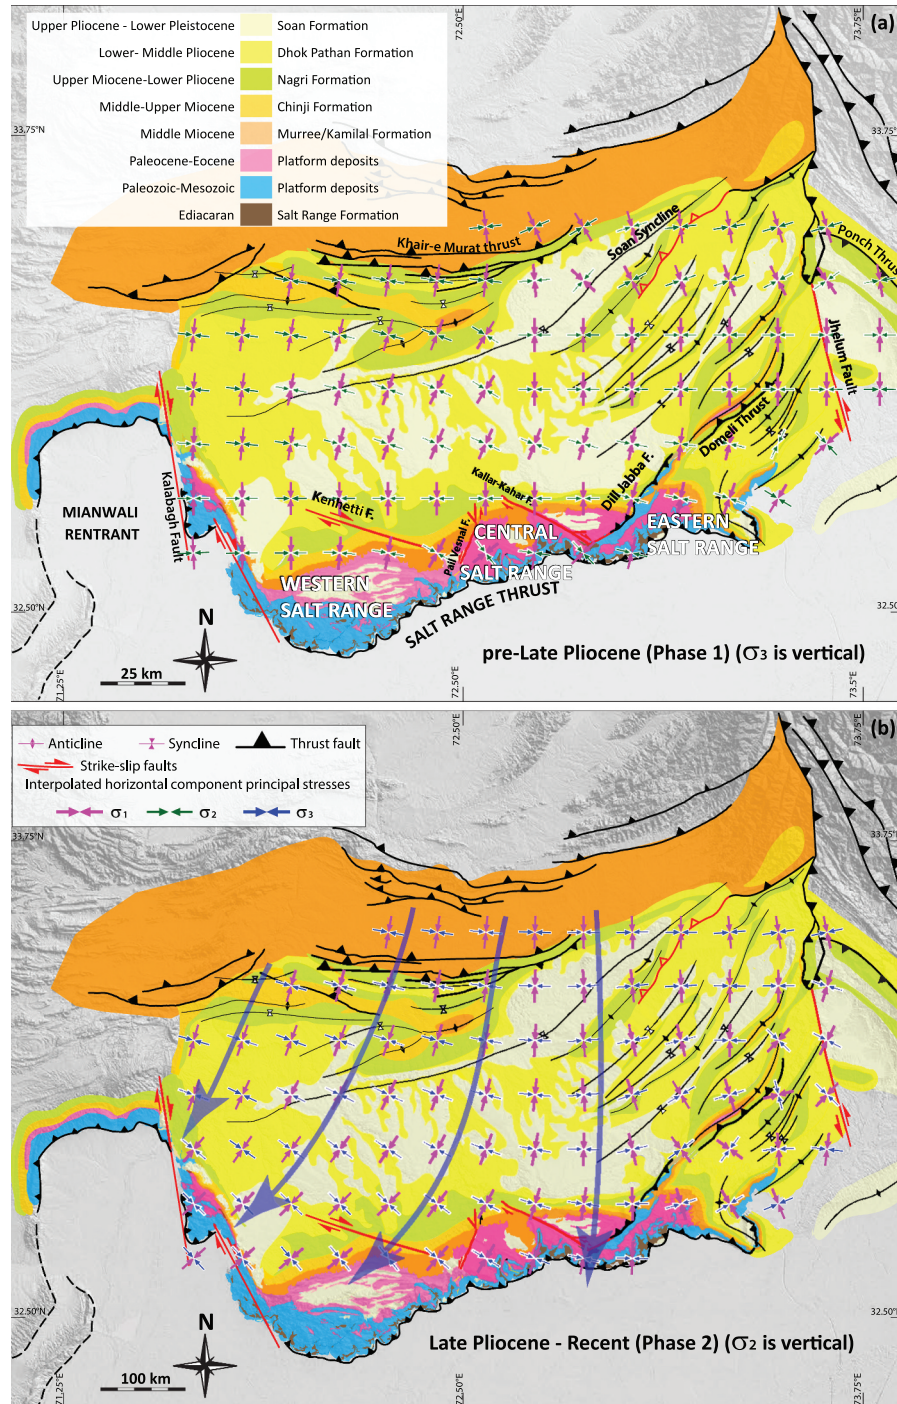 72.50°E
73.75°E
(a)
Upper Pliocene - Lower Pleistocene Soan Formation
Lower- Middle Pliocene Dhok Pathan Formation
Upper Miocene-Lower Pliocene Nagri Formation
Middle-Upper Miocene Chinji Formation
Middle Miocene Murree/Kamilal Formation
Paleocene-Eocene Platform deposits
Paleozoic-Mesozoic Platform deposits
Ediacaran Salt Range Formation
33.75°N
33.75°N
Khair-e Murat thrust
Soan Syncline
Ponch Thrust
Jhelum Fault
Domeli Thrust
Dill Jabba F.
Kallar-Kahar F.
Kenhetti F.
Pail Vesnal F.
Kalabagh Fault
MIANWALI
RENTRANT
CENTRAL
SALT RANGE
EASTERN
SALT RANGE
WESTERN
SALT RANGE
SALT RANGE THRUST
32.50°N
32.50°
N
25 km
pre-Late Pliocene (Phase 1) (σ3 is vertical)
71.25°E
72.50°E
73.5°E
72.50°E
73.75°E
(b)
Anticline Syncline Thrust fault
Strike-slip faults
Interpolated horizontal component principal stresses
σ1 σ2 σ3
33.75°N
33.75°N
32.50°N
32.50°N
N
100 km
Late Pliocene - Recent (Phase 2) (σ2 is vertical)
71.25°E
72.50°E
73.75°E